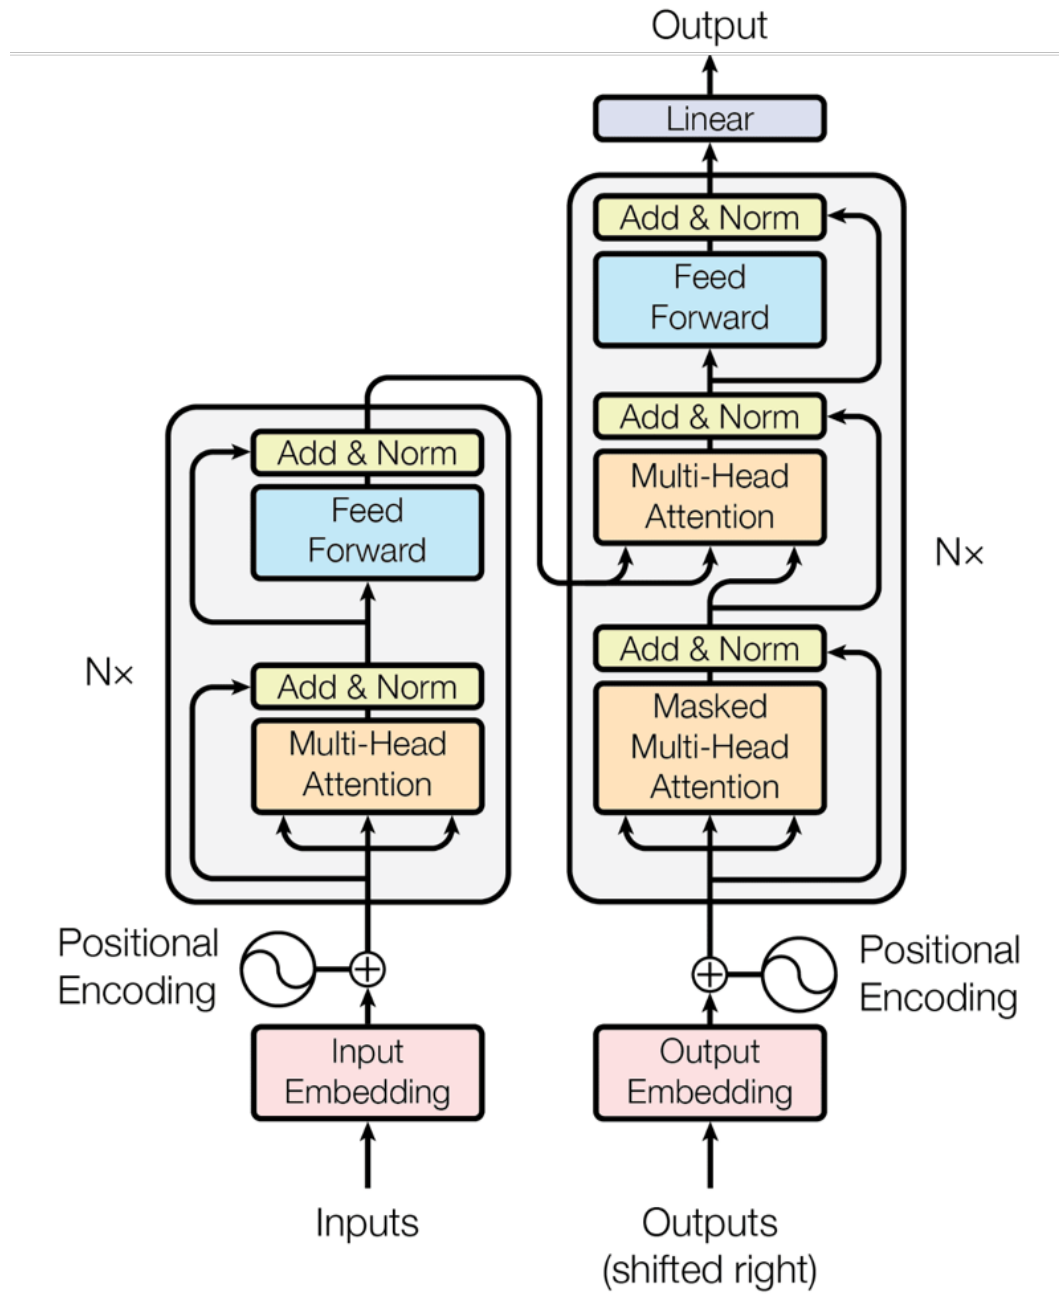 Output
Linear
Add & Norm
Feed
Forward
Add & Norm
Multi-Head
Attention
Add & Norm
Masked
Multi-Head
Attention
N×
Add & Norm
Feed
Forward
Add & Norm
Multi-Head
Attention
N×
Positional
Encoding
Positional
Encoding
Input
Embedding
Output
Embedding
Inputs
Outputs
(shifted right)